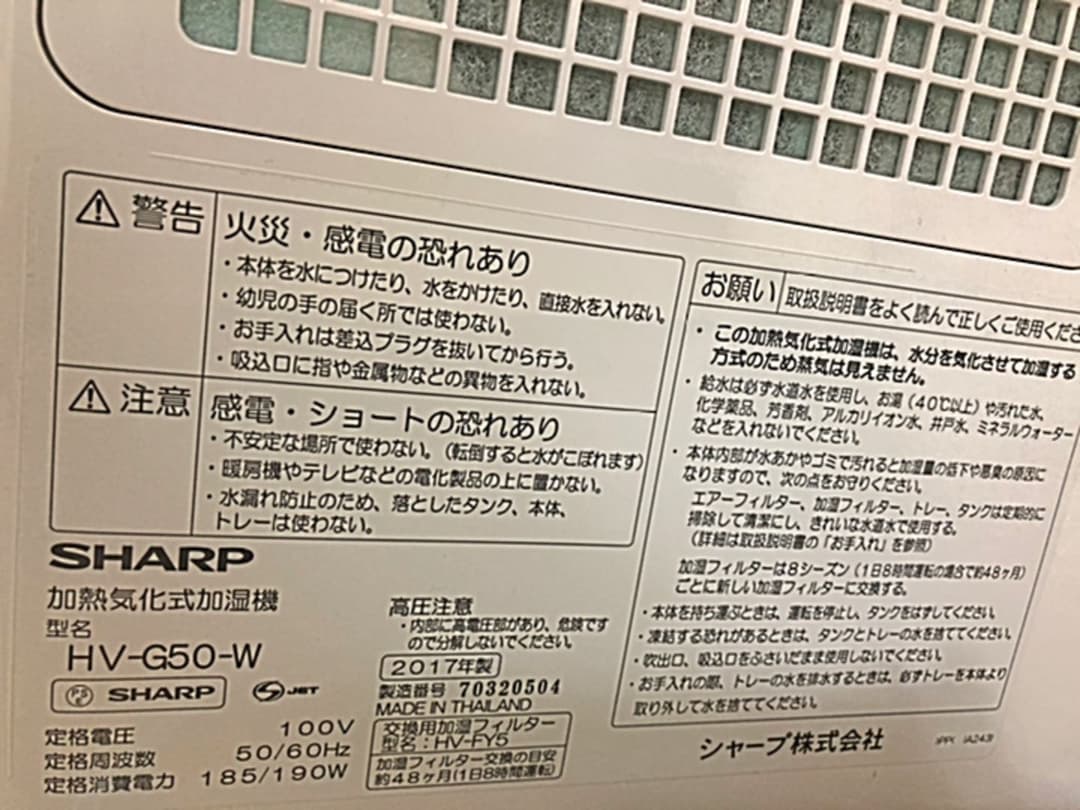 警告
火災・感電の恐れあり
・本体を水につけたり、水をかけたり、直接水を入れない。
・幼児の手の届く所では使わない。
・お手入れは差込プラグを抜いてから行う。
・吸込口に指や金属物などの異物を入れない。
注意
感電・ショートの恐れあり
・不安定な場所で使わない。(転倒すると水がこぼれます)
・暖房機やテレビなどの電化製品の上に置かない。
・水漏れ防止のため、落としたタンク、本体、
トレーは使わない。
SHARP
加熱気化式加湿機
型名
HV-G50-W
PS SHARP
JET
定格電圧 100V
定格周波数 50/60Hz
定格消費電力 185/190W
高圧注意
・内部に高電圧部があり、危険です
ので分解しないでください。
2017年製
製造番号 70320504
MADE IN THAILAND
交換用加湿フィルター
型名:HV-FY5
加湿フィルター交換の目安
約48ヶ月(1日8時間運転)
お願い
取扱説明書をよく読んで正しくご使用くださ
・この加熱気化式加湿機は、水分を気化させて加湿する
方式のため蒸気は見えません。
・給水は必ず水道水を使用し、お湯(40℃以上)や汚れた水、
化学薬品、芳香剤、アルカリイオン水、井戸水、ミネラルウォーター
などを入れないでください。
・本体内部が水あかやゴミで汚れると加湿量の低下や悪臭の原因に
なりますので、次の点をお守りください。
エアーフィルター、加湿フィルター、トレー、タンクは定期的に
掃除して清潔にし、きれいな水道水で使用する。
(詳細は取扱説明書の「お手入れ」を参照)
加湿フィルターは8シーズン(1日8時間運転の場合で約48ヶ月)
ごとに新しい加湿フィルターに交換する。
・本体を持ち運ぶときは、運転を停止し、タンクをはずしてください。
・凍結する恐れがあるときは、タンクとトレーの水を捨ててください。
・吹出口、吸込口をふさいだまま使用しないでください。
・お手入れの際、トレーの水を排水するときは、必ずトレーを本体より
取り外して水を捨ててください。
シャープ株式会社